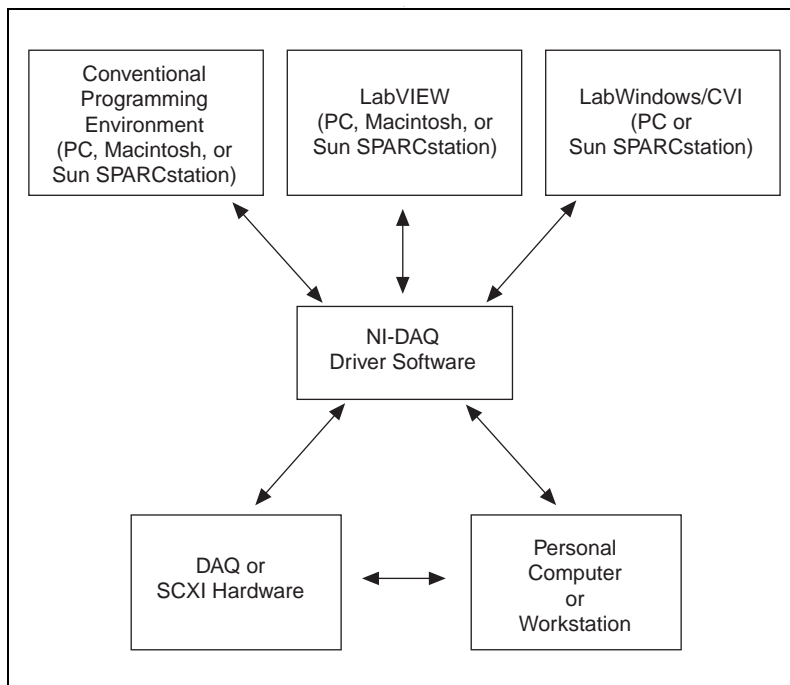 Conventional
Programming
Environment
(PC, Macintosh, or
Sun SPARCstation)
LabVIEW
(PC, Macintosh, or
Sun SPARCstation)
LabWindows/CVI
(PC or
Sun SPARCstation)
NI-DAQ
Driver Software
DAQ or
SCXI Hardware
Personal
Computer
or
Workstation